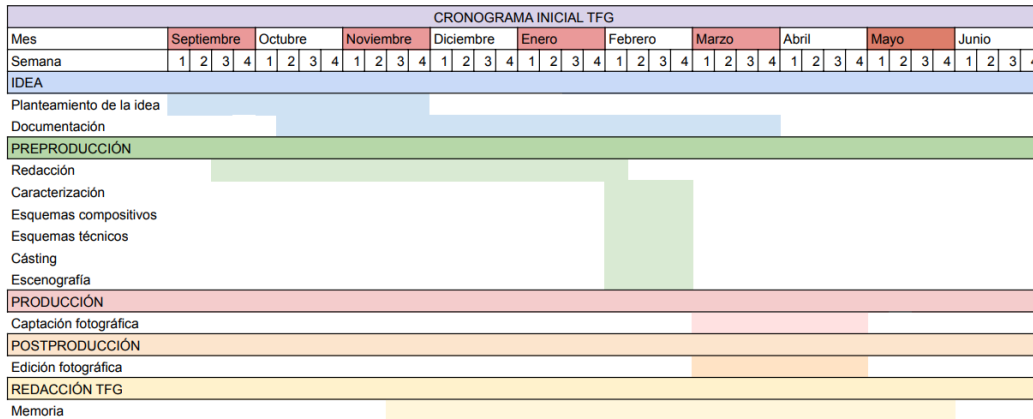 CRONOGRAMA INICIAL TFG
Mes Septiembre Octubre Noviembre Diciembre Enero Febrero Marzo Abril Mayo Junio
Semana 1 2 3 4 1 2 3 4 1 2 3 4 1 2 3 4 1 2 3 4 1 2 3 4 1 2 3 4 1 2 3 4 1 2 3 4 1 2 3 4
IDEA
Planteamiento de la idea
Documentación
PREPRODUCCIÓN
Redacción
Caracterización
Esquemas compositivos
Esquemas técnicos
Cásting
Escenografía
PRODUCCIÓN
Captación fotográfica
POSTPRODUCCIÓN
Edición fotográfica
REDACCIÓN TFG
Memoria